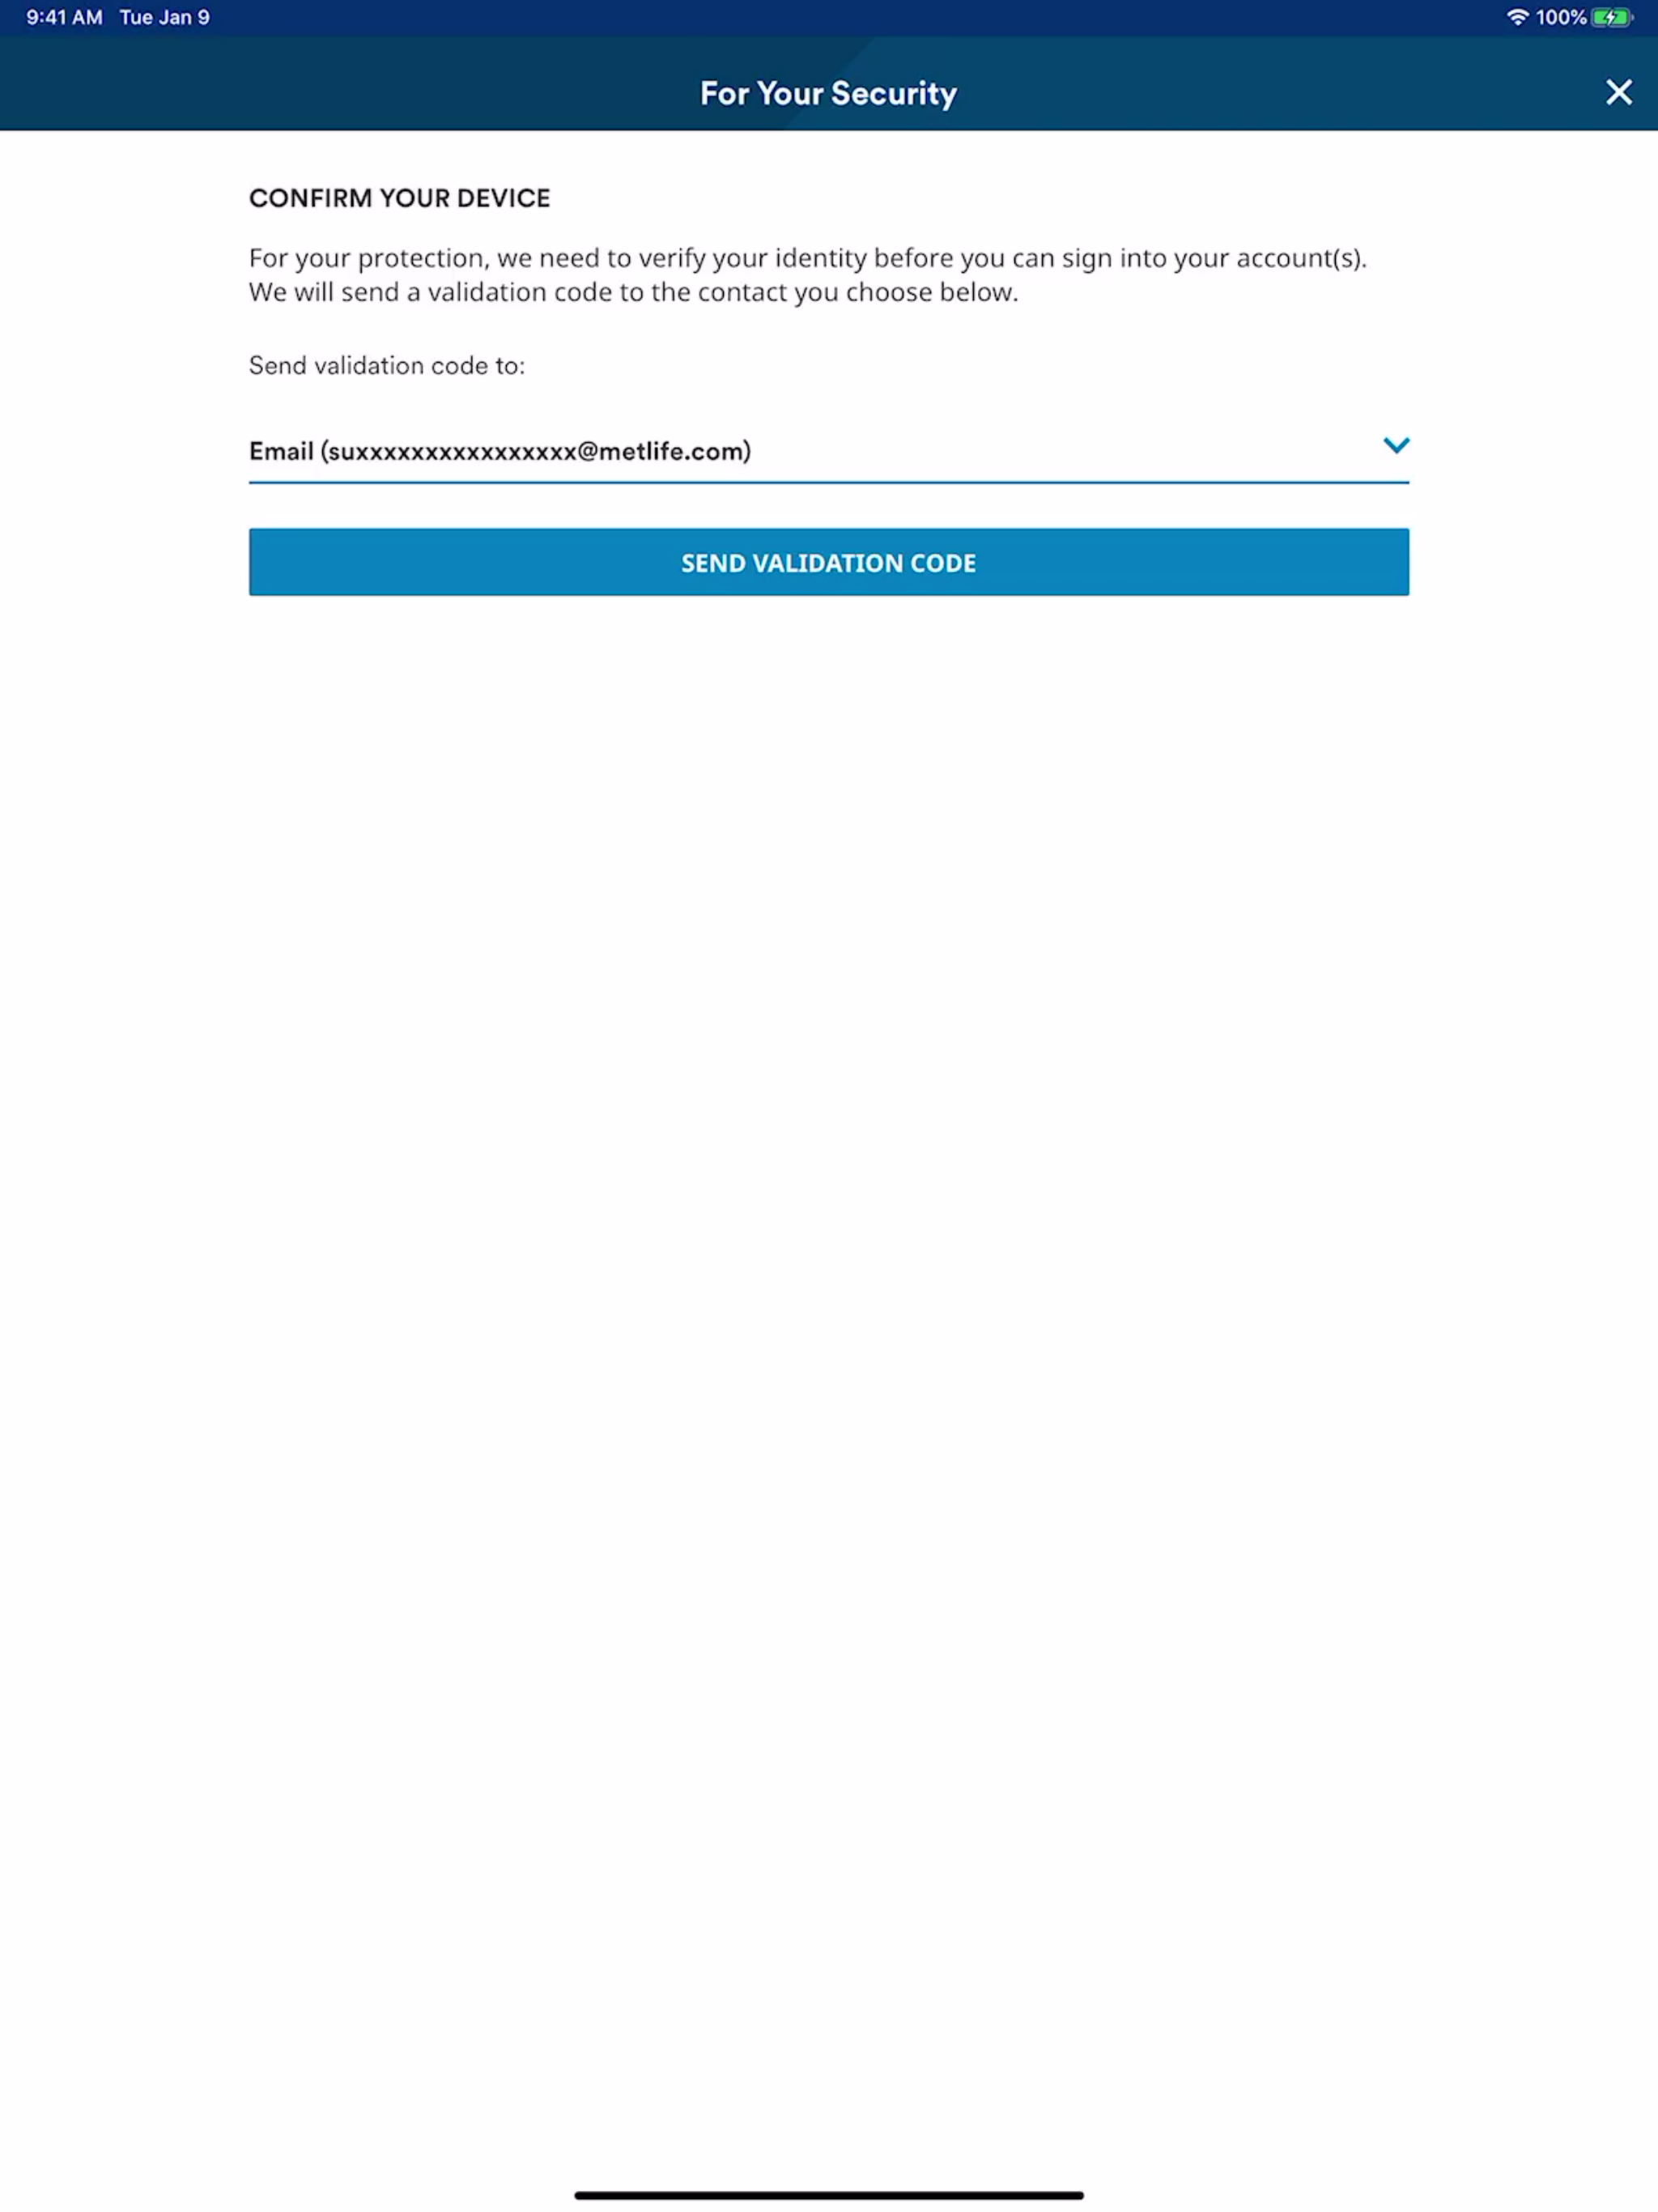 9:41 AM Tue Jan 9
100%
For Your Security
CONFIRM YOUR DEVICE
For your protection, we need to verify your identity before you can sign into your account(s).
We will send a validation code to the contact you choose below.
Send validation code to:
Email (suxxxxxxxxxxxxxxxx@metlife.com)
SEND VALIDATION CODE